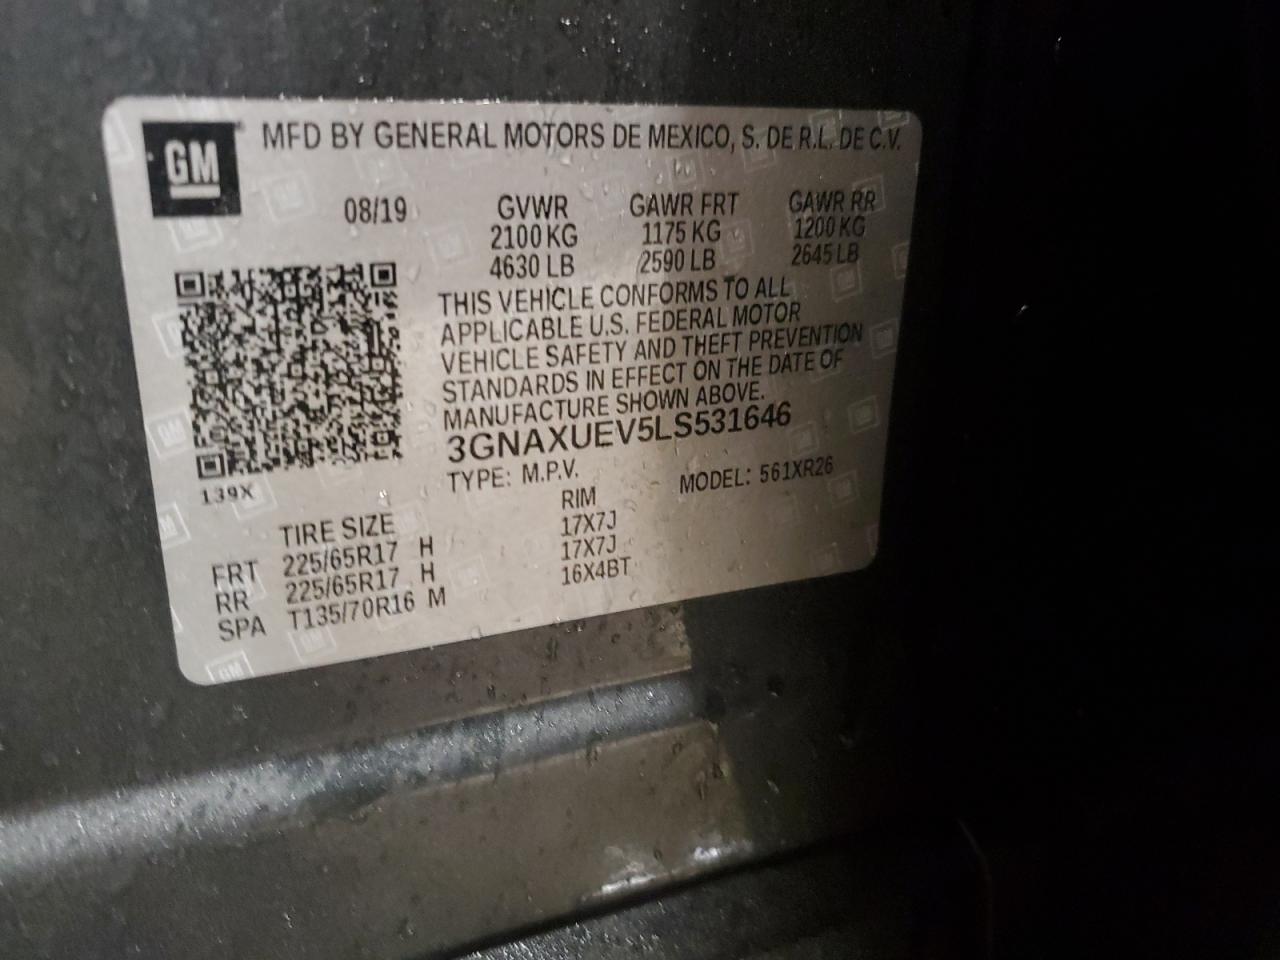 GM
MFD BY GENERAL MOTORS DE MEXICO, S. DE R.L. DE C.V.
08/19 GVWR GAWR FRT GAWR RR
2100 KG 1175 KG 1200 KG
4630 LB 2590 LB 2645 LB
THIS VEHICLE CONFORMS TO ALL
APPLICABLE U.S. FEDERAL MOTOR
VEHICLE SAFETY AND THEFT PREVENTION
STANDARDS IN EFFECT ON THE DATE OF
MANUFACTURE SHOWN ABOVE.
3GNAXUEV5LS531646
TYPE: M.P.V. MODEL: 561XR26
139X
TIRE SIZE RIM
FRT 225/65R17 H 17X7J
RR 225/65R17 H 17X7J
SPA T135/70R16 M 16X4BT